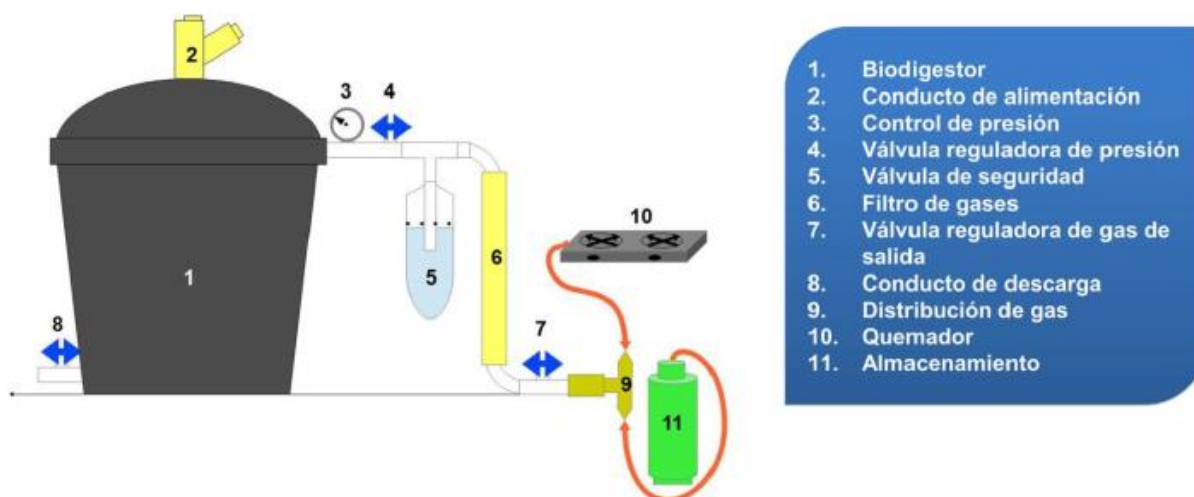 2
3
4
10
1
6
5
8
7
9
11
1. Biodigestor
2. Conducto de alimentación
3. Control de presión
4. Válvula reguladora de presión
5. Válvula de seguridad
6. Filtro de gases
7. Válvula reguladora de gas de
salida
8. Conducto de descarga
9. Distribución de gas
10. Quemador
11. Almacenamiento